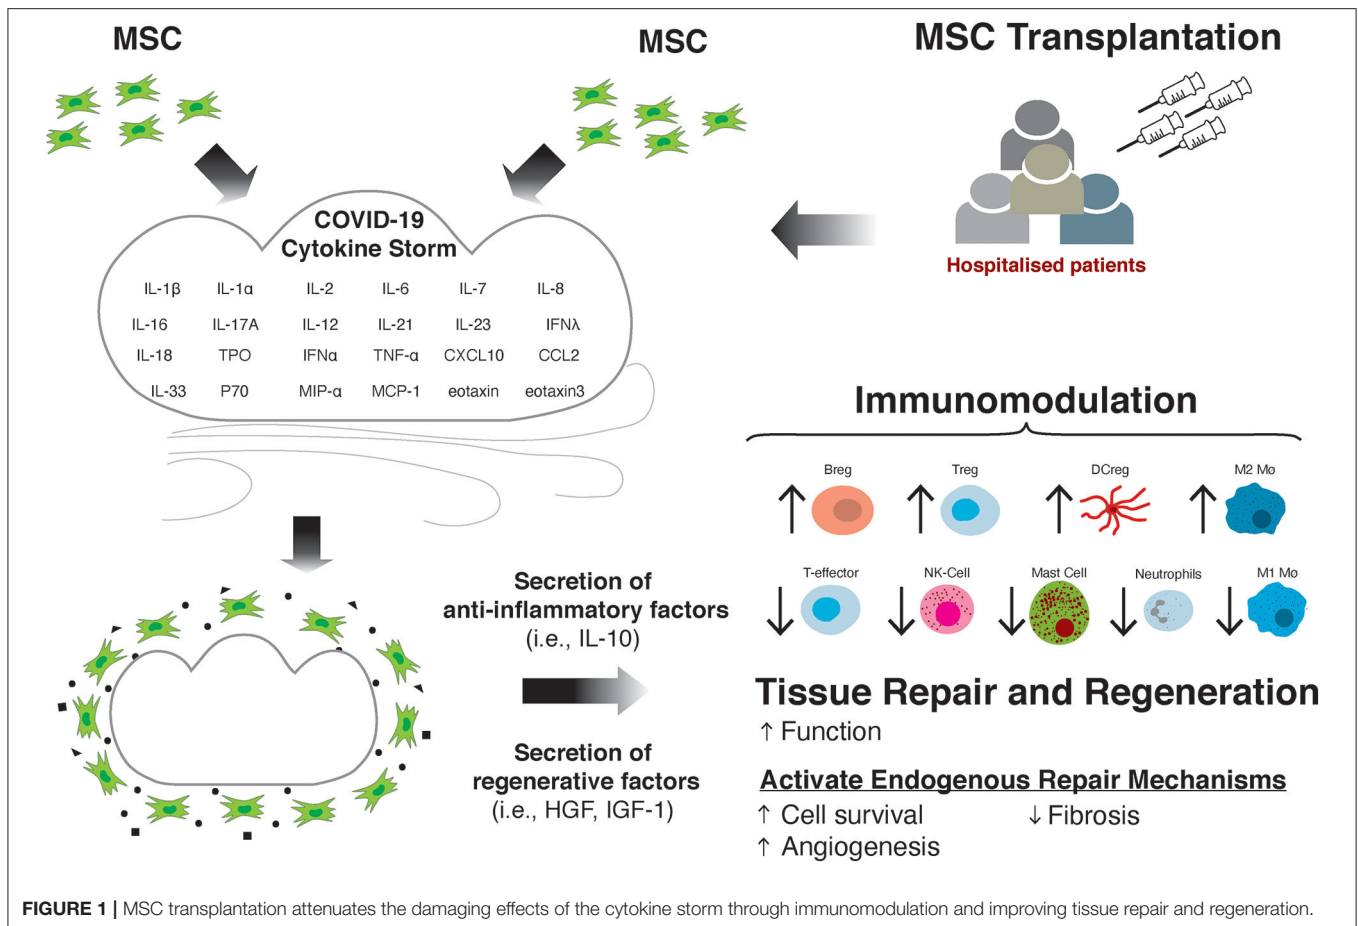 MSC
MSC
MSC Transplantation
Hospitalised patients
COVID-19
Cytokine Storm
IL-1β IL-1α IL-2 IL-6 IL-7 IL-8
IL-16 IL-17A IL-12 IL-21 IL-23 IFNλ
IL-18 TPO IFNα TNF-α CXCL10 CCL2
IL-33 P70 MIP-α MCP-1 eotaxin eotaxin3
Immunomodulation
Breg Treg DCreg M2 Mø
T-effector NK-Cell Mast Cell Neutrophils M1 Mø
Secretion of
anti-inflammatory factors
(i.e., IL-10)
Secretion of
regenerative factors
(i.e., HGF, IGF-1)
Tissue Repair and Regeneration
↑ Function
Activate Endogenous Repair Mechanisms
↑ Cell survival ↓ Fibrosis
↑ Angiogenesis
FIGURE 1 | MSC transplantation attenuates the damaging effects of the cytokine storm through immunomodulation and improving tissue repair and regeneration.